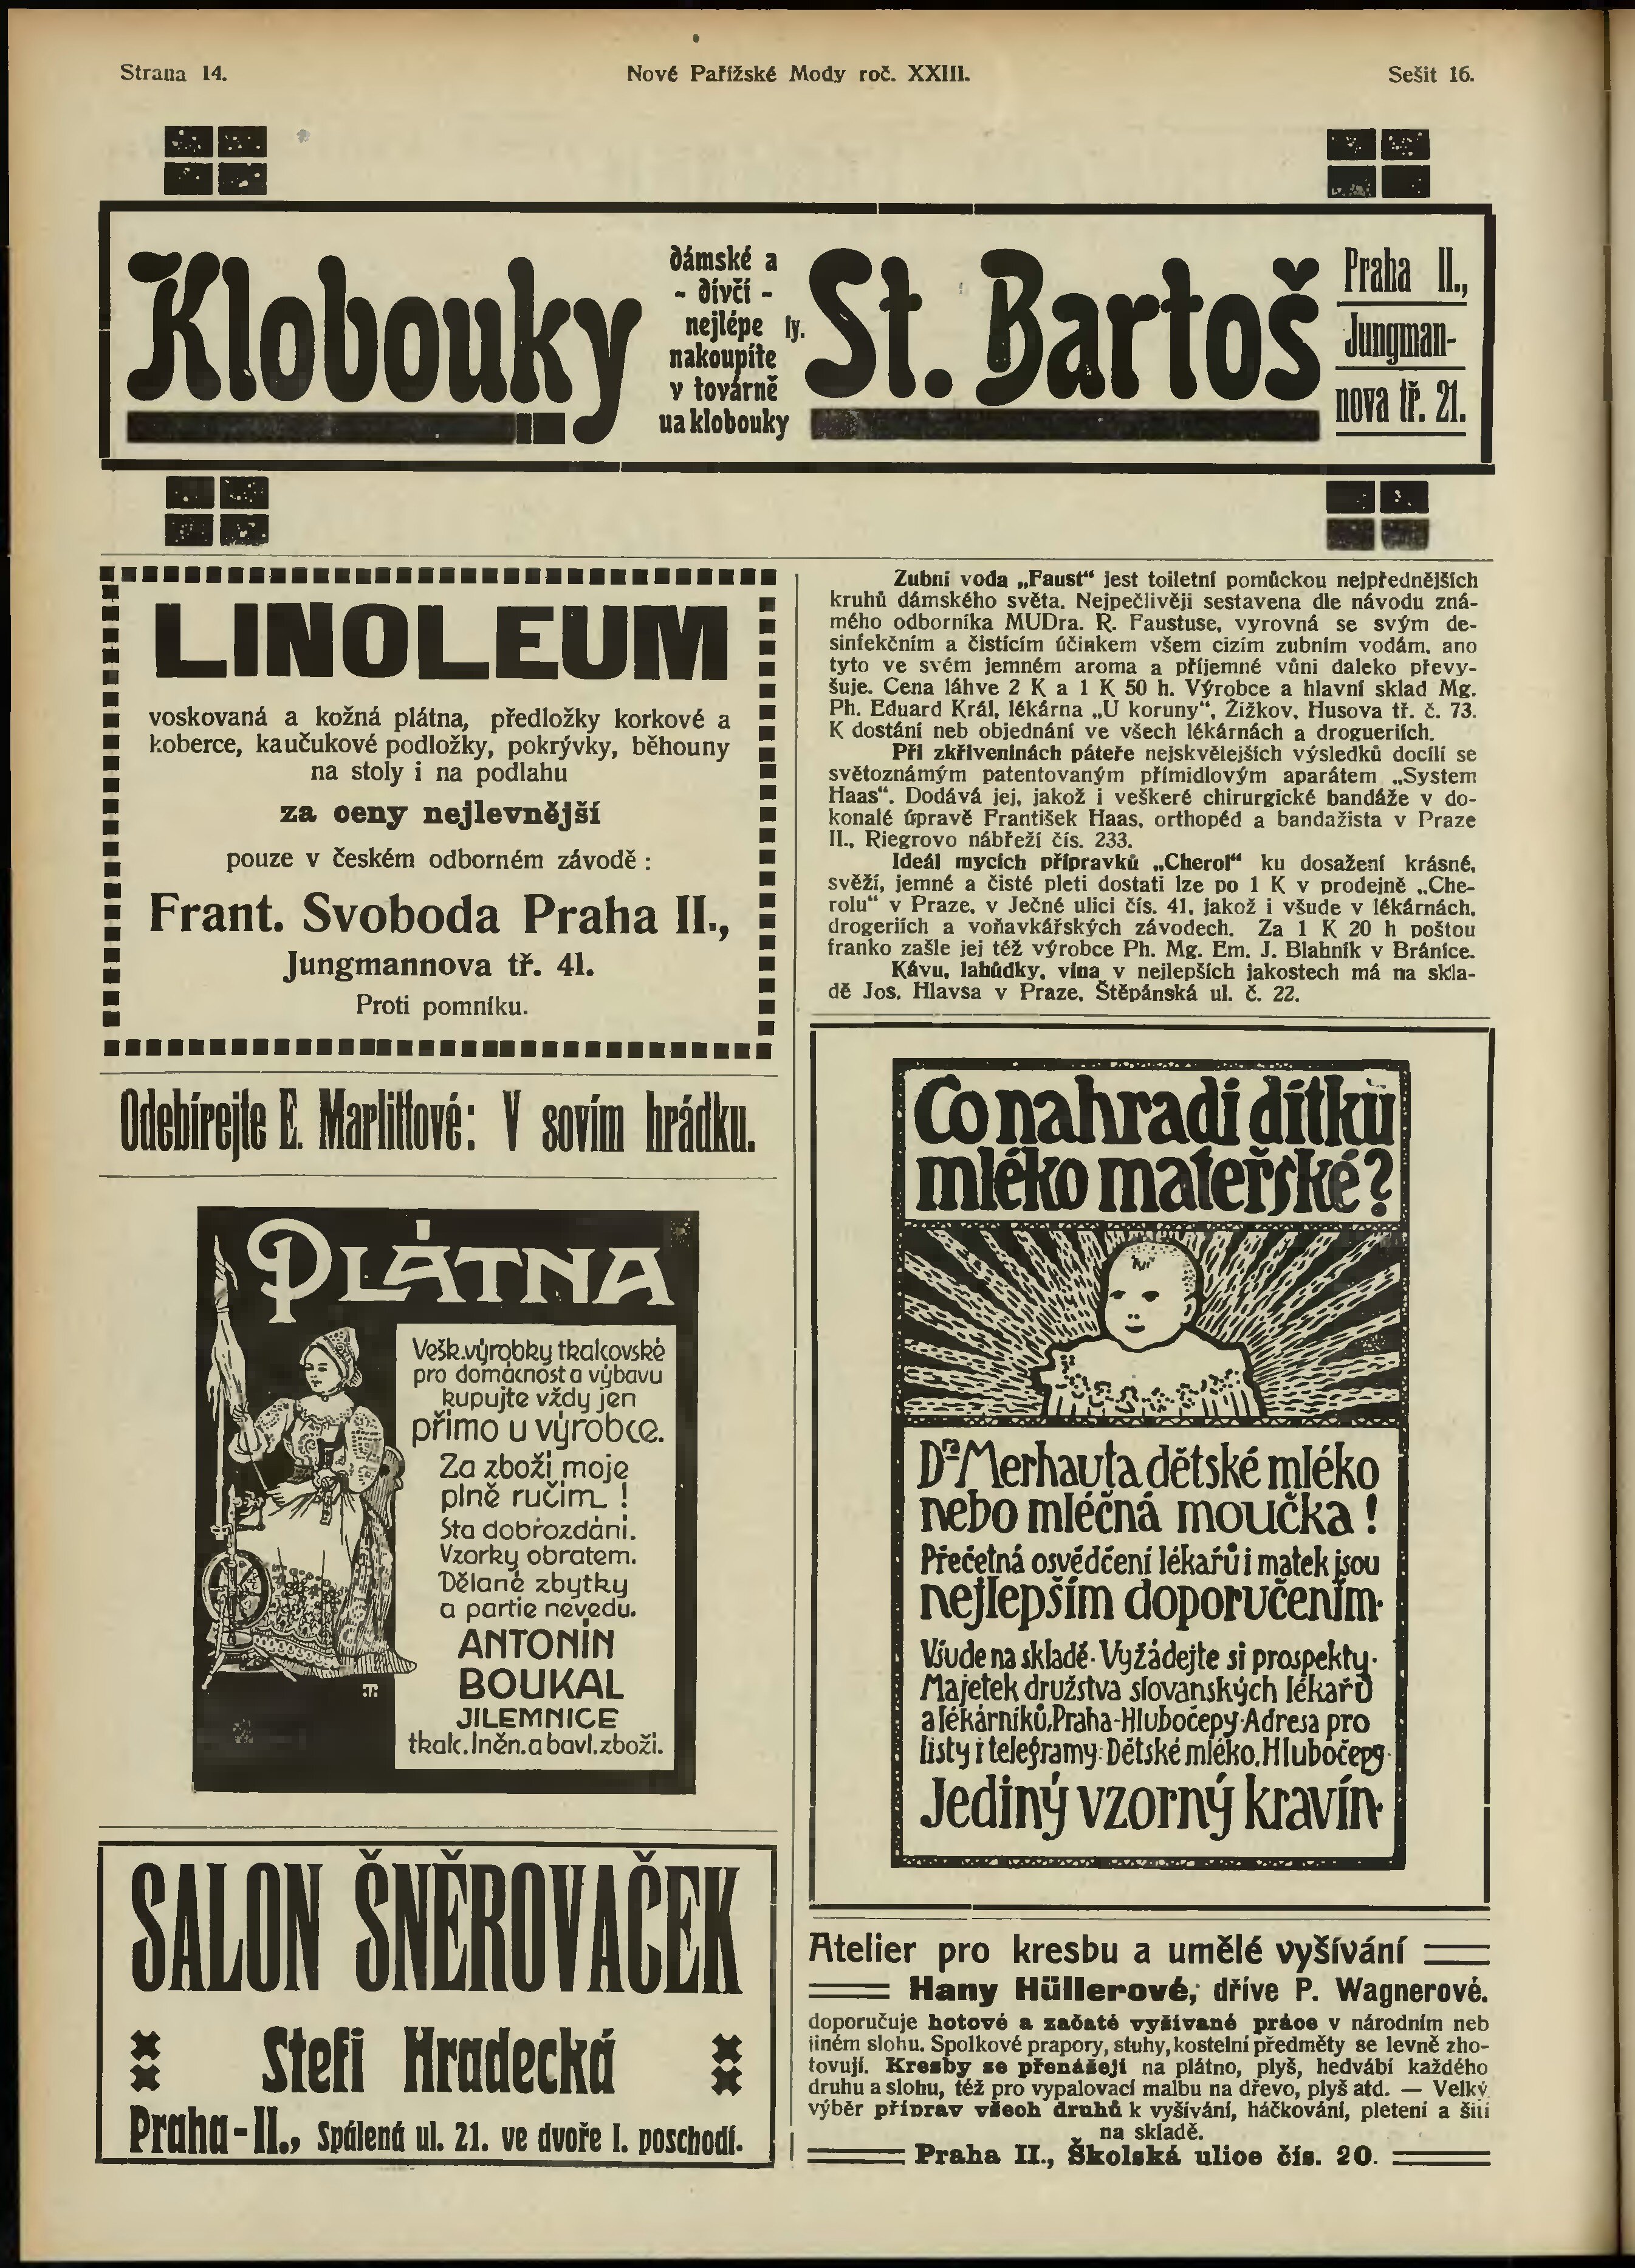 Strana 14.
Nové Pařížské Mody roč. XXIII.
Sešit 16.
Klobouky
dámské a
- dívčí -
nejlépe fy.
nakoupíte
v továrně
ua klobouky
St. Bartoš
Praha II.,
Jungman-
nova tř. 21.
LINOLEUM
voskovaná a kožná plátna, předložky korkové a
koberce, kaučukové podložky, pokrývky, běhouny
na stoly i na podlahu
za ceny nejlevnější
pouze v českém odborném závodě :
Frant. Svoboda Praha II.,
Jungmannova tř. 41.
Proti pomníku.
Odebírejte E. Marlittové: V sovím hrádku.
PLÁTNA
Vešk. výrobky tkalcovské
pro domácnost a výbavu
kupujte vždy jen
přímo u výrobce.
Za zboží moje
plně ručím !
Sta dobrozdání.
Vzorky obratem.
Dělané zbytky
a partie nevedu.
ANTONÍN
BOUKAL
JILEMNICE
tkalc. lněn. a bavl. zboží.
SALON ŠNĚROVAČEK
Stefi Hradecká
Praha-II., Spálená ul. 21. ve dvoře I. poschodí.
Zubní voda „Faust“ jest toiletní pomůckou nejpřednějších
kruhů dámského světa. Nejpečlivěji sestavena dle návodu zná-
mého odborníka MUDra. R. Faustuse, vyrovná se svým de-
sinfekčním a čistícím účinkem všem cizím zubním vodám, ano
tyto ve svém jemném aroma a příjemné vůni daleko převy-
šuje. Cena láhve 2 K a 1 K 50 h. Výrobce a hlavní sklad Mg.
Ph. Eduard Král, lékárna „U koruny“, Žižkov, Husova tř. č. 73.
K dostání neb objednání ve všech lékárnách a drogueriích.
Při zkřiveninách páteře nejskvělejších výsledků docílí se
světoznámým patentovaným přímidlovým aparátem „System
Haas“. Dodává jej, jakož i veškeré chirurgické bandáže v do-
konalé úpravě František Haas, orthopéd a bandažista v Praze
II., Riegrovo nábřeží čís. 233.
Ideál mycích přípravků „Cherol“ ku dosažení krásné,
svěží, jemné a čisté pleti dostati lze po 1 K v prodejně „Che-
rolu“ v Praze, v Ječné ulici čís. 41, jakož i všude v lékárnách,
drogeriích a voňavkářských závodech. Za 1 K 20 h poštou
franko zašle jej též výrobce Ph. Mg. Em. J. Blahník v Bráníce.
Kávu, lahůdky, vína v nejlepších jakostech má na skla-
dě Jos. Hlavsa v Praze, Štěpánská ul. č. 22.
Co nahradí dítku
mléko mateřské?
Dra Merhauta dětské mléko
nebo mléčná moučka !
Přečetná osvědčení lékařů i matek jsou
nejlepším doporučením.
Všude na skladě. Vyžádejte si prospekty.
Majetek družstva slovanských lékařů
a lékárníků. Praha-Hlubočepy. Adresa pro
listy i telegramy: Dětské mléko, Hlubočepy.
Jediný vzorný kravín.
Atelier pro kresbu a umělé vyšívání
Hany Hüllerové, dříve P. Wagnerové.
doporučuje hotové a začaté vyšívané práce v národním neb
jiném slohu. Spolkové prapory, stuhy, kostelní předměty se levně zho-
tovují. Kresby se přenášejí na plátno, plyš, hedvábí každého
druhu a slohu, též pro vypalovací malbu na dřevo, plyš atd. — Velký
výběr příprav všech druhů k vyšívání, háčkování, pletení a šití
na skladě.
Praha II., Školská ulice čís. 20.